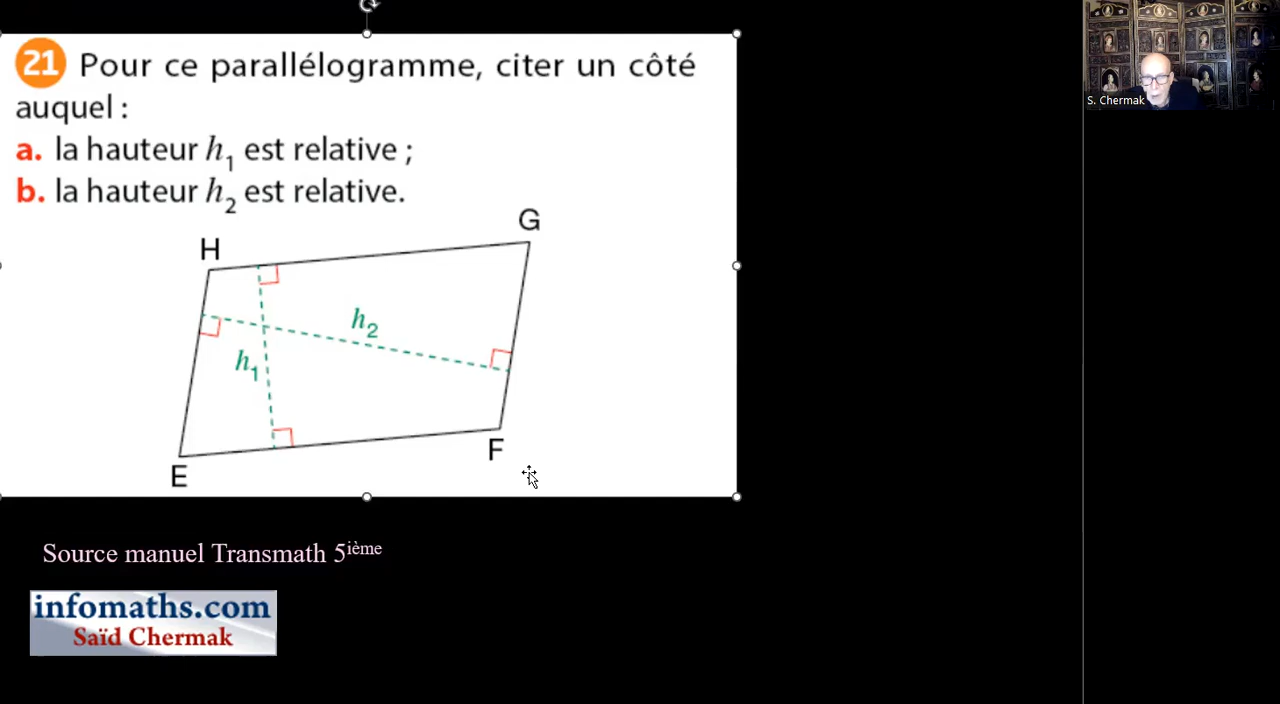 21 Pour ce parallélogramme, citer un côté
auquel :
a. la hauteur h₁ est relative ;
b. la hauteur h₂ est relative.
G
H
h₂
h₁
F
E
Source manuel Transmath 5ième
infomaths.com
Saïd Chermak
S. Chermak